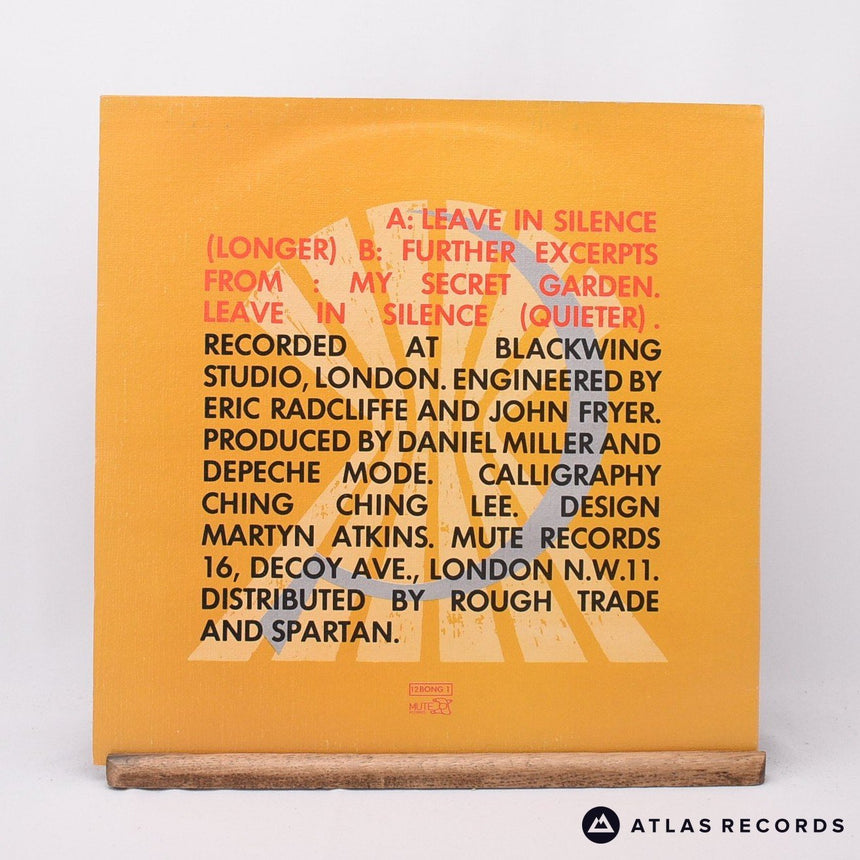 A: LEAVE IN SILENCE
(LONGER) B: FURTHER EXCERPTS
FROM : MY SECRET GARDEN.
LEAVE IN SILENCE (QUIETER).
RECORDED AT BLACKWING
STUDIO, LONDON. ENGINEERED BY
ERIC RADCLIFFE AND JOHN FRYER.
PRODUCED BY DANIEL MILLER AND
DEPECHE MODE. CALLIGRAPHY
CHING CHING LEE. DESIGN
MARTYN ATKINS. MUTE RECORDS
16, DECOY AVE., LONDON N.W.11.
DISTRIBUTED BY ROUGH TRADE
AND SPARTAN.
12BONG 1
MUTE
ATLAS RECORDS